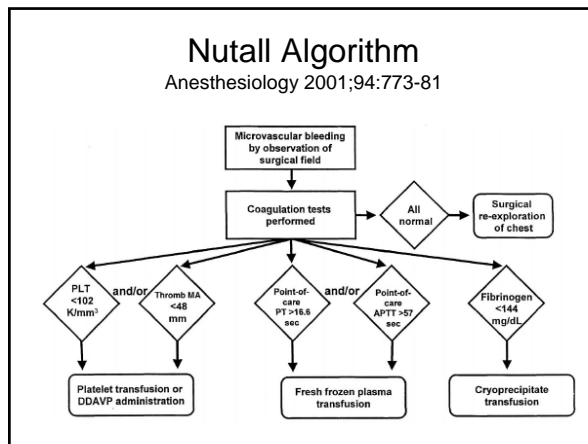 Nutall Algorithm
Anesthesiology 2001;94:773-81
Microvascular bleeding
by observation of
surgical field
Coagulation tests
performed
All
normal
Surgical
re-exploration
of chest
PLT
<102
K/mm³
and/or
Thromb MA
<48
mm
Point-of-
care
PT >16.6
sec
and/or
Point-of-
care
APTT >57
sec
Fibrinogen
<144
mg/dL
Platelet transfusion or
DDAVP administration
Fresh frozen plasma
transfusion
Cryoprecipitate
transfusion